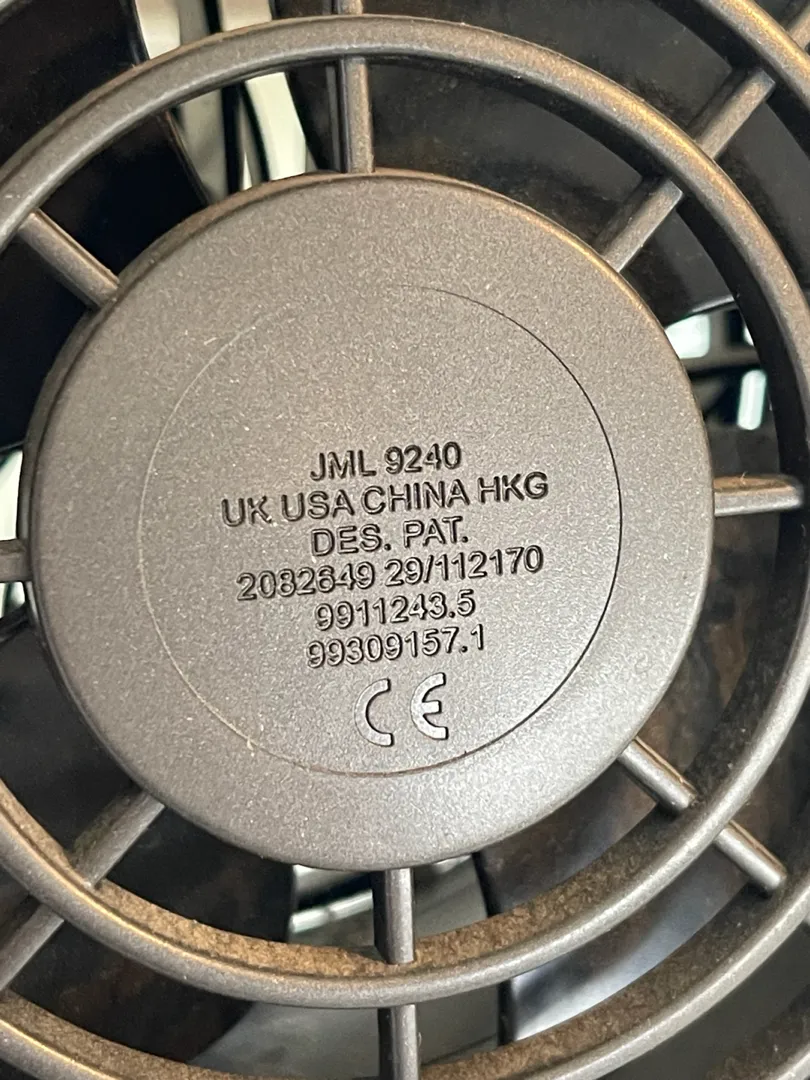 JML 9240
UK USA CHINA HKG
DES. PAT.
2082649 29/112170
9911243.5
99309157.1
CE